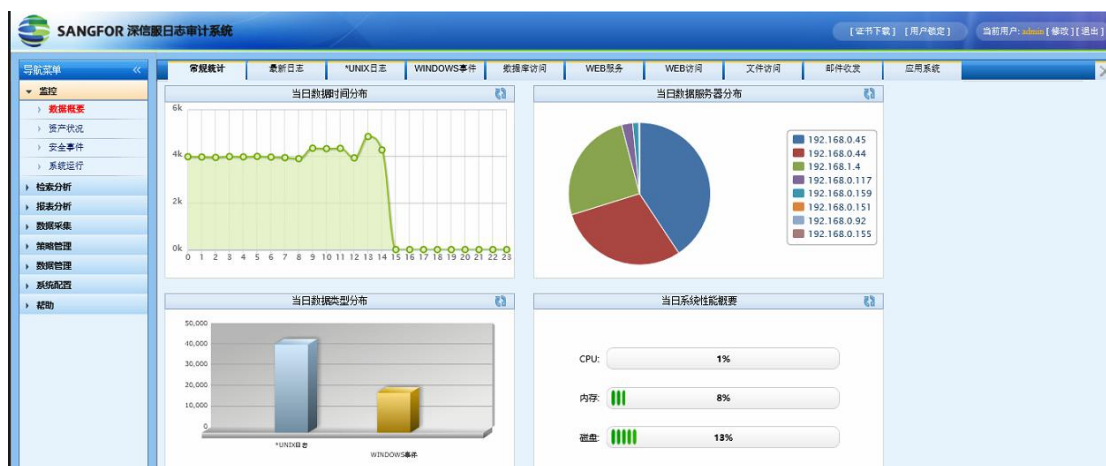 SANGFOR 深信服日志审计系统
[证书下载] [用户锁定] 当前用户: admin [修改] [退出]
导航菜单 «
常规统计 最新日志 *UNIX日志 WINDOWS事件 数据库访问 WEB服务 WEB访问 文件访问 邮件收发 应用系统
监控
数据概要
资产状况
安全事件
系统运行
检索分析
报表分析
数据采集
策略管理
数据管理
系统配置
帮助
当日数据时间分布
6k
4k
2k
0k
0 1 2 3 4 5 6 7 8 9 10 11 12 13 14 15 16 17 18 19 20 21 22 23
当日数据服务器分布
192.168.0.45
192.168.0.44
192.168.1.4
192.168.0.117
192.168.0.159
192.168.0.151
192.168.0.92
192.168.0.155
当日数据类型分布
50,000
40,000
30,000
20,000
10,000
0
*UNIX日志
WINDOWS事件
当日系统性能概要
CPU: 1%
内存: 8%
磁盘: 13%